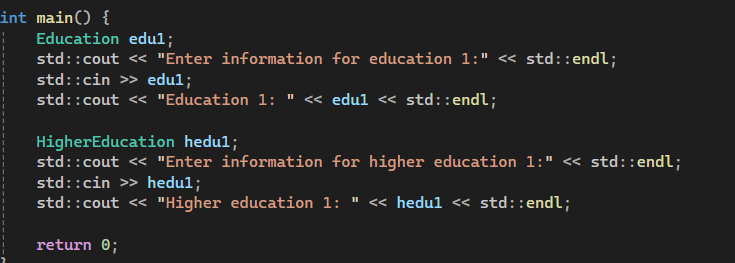 int main() {
    Education edu1;
    std::cout << "Enter information for education 1:" << std::endl;
    std::cin >> edu1;
    std::cout << "Education 1: " << edu1 << std::endl;

    HigherEducation hedu1;
    std::cout << "Enter information for higher education 1:" << std::endl;
    std::cin >> hedu1;
    std::cout << "Higher education 1: " << hedu1 << std::endl;

    return 0;
}